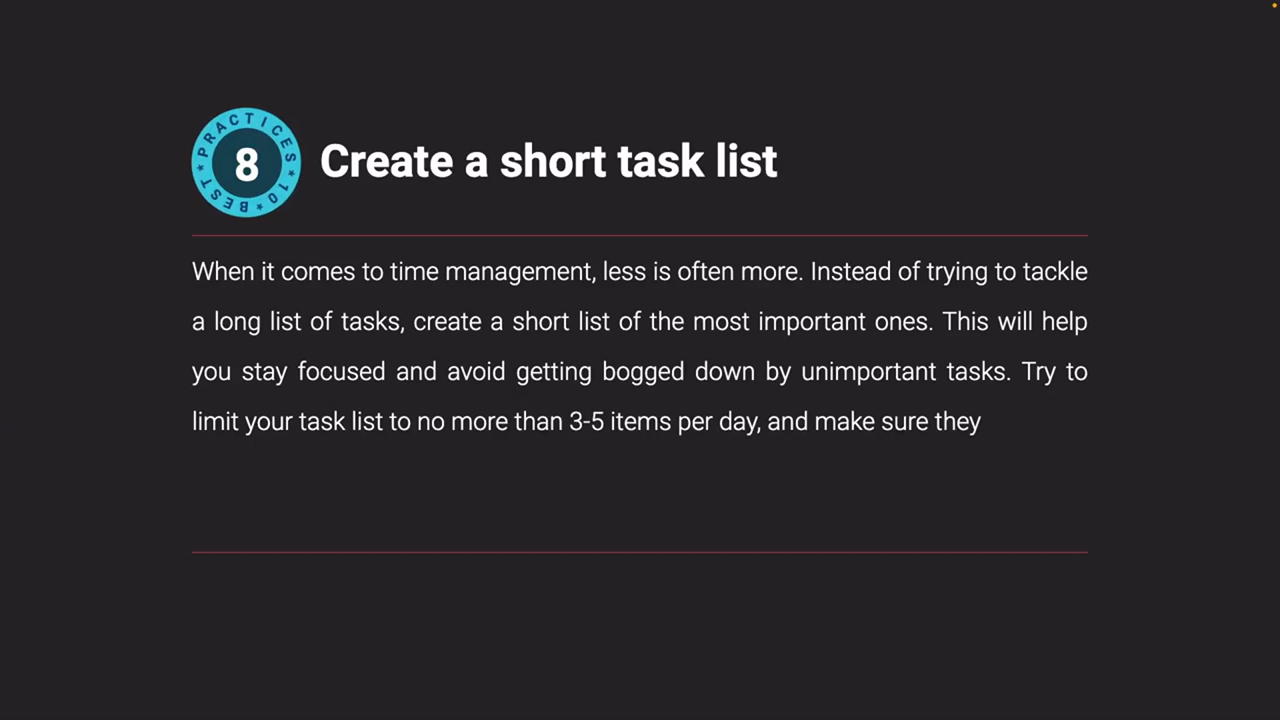 10 BEST PRACTICES
8
Create a short task list
When it comes to time management, less is often more. Instead of trying to tackle
a long list of tasks, create a short list of the most important ones. This will help
you stay focused and avoid getting bogged down by unimportant tasks. Try to
limit your task list to no more than 3-5 items per day, and make sure they